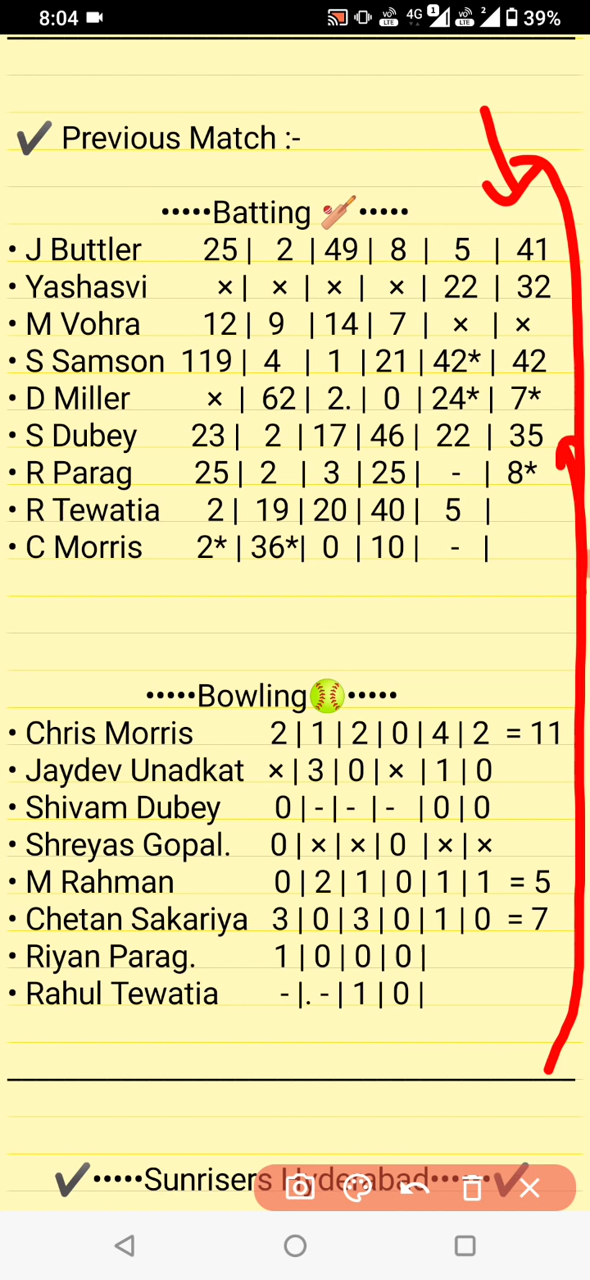 8:04 4G 1 2 39%
✔ Previous Match :-
•••••Batting 🏏•••••
• J Buttler 25| 2 |49| 8 | 5 | 41
• Yashasvi ×| × | × | × | 22 | 32
• M Vohra 12| 9 |14| 7 | × | ×
• S Samson 119| 4 | 1 |21|42*| 42
• D Miller × | 62| 2.| 0 |24*| 7*
• S Dubey 23| 2 |17|46| 22 | 35
• R Parag 25| 2 | 3 |25| - | 8*
• R Tewatia 2| 19|20|40| 5 |
• C Morris 2*|36*| 0 |10| - |
•••••Bowling🥎•••••
• Chris Morris 2|1|2|0|4|2 = 11
• Jaydev Unadkat ×|3|0|× |1|0
• Shivam Dubey 0|-|- |- |0|0
• Shreyas Gopal. 0|×|×|0 |×|×
• M Rahman 0|2|1|0|1|1 = 5
• Chetan Sakariya 3|0|3|0|1|0 = 7
• Riyan Parag. 1|0|0|0|
• Rahul Tewatia -|. -|1|0|
✔•••••Sunrisers Hyderabad•••••✔